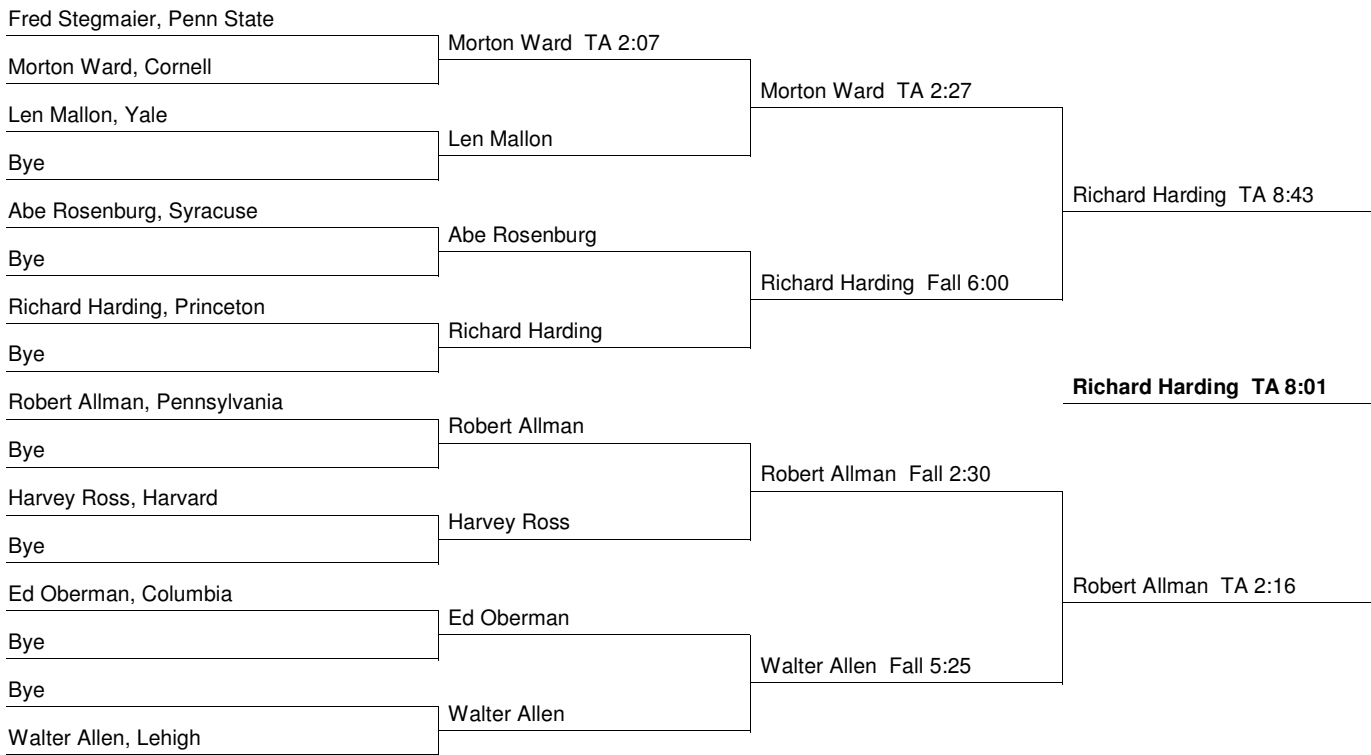 Fred Stegmaier, Penn State
Morton Ward, Cornell
Len Mallon, Yale
Bye
Abe Rosenburg, Syracuse
Bye
Richard Harding, Princeton
Bye
Robert Allman, Pennsylvania
Bye
Harvey Ross, Harvard
Bye
Ed Oberman, Columbia
Bye
Bye
Walter Allen, Lehigh
Morton Ward TA 2:07
Len Mallon
Abe Rosenburg
Richard Harding
Robert Allman
Harvey Ross
Ed Oberman
Walter Allen
Morton Ward TA 2:27
Richard Harding Fall 6:00
Robert Allman Fall 2:30
Walter Allen Fall 5:25
Richard Harding TA 8:43
Robert Allman TA 2:16
Richard Harding TA 8:01